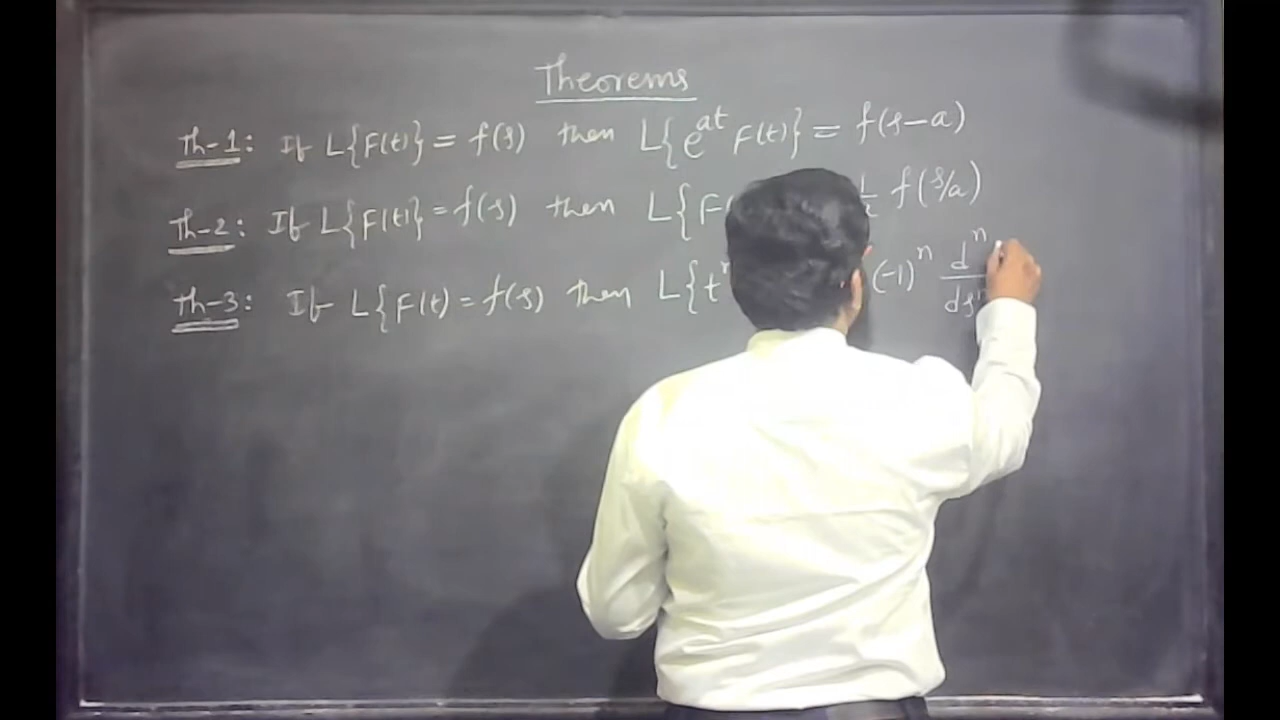 Theorems
Th-1: If L{F(t)} = f(s) then L{e^{at} F(t)} = f(s-a)
Th-2: If L{F(t)} = f(s) then L{F( f(s/a)
Th-3: If L{F(t) = f(s) then L{t (-1)^n d^n